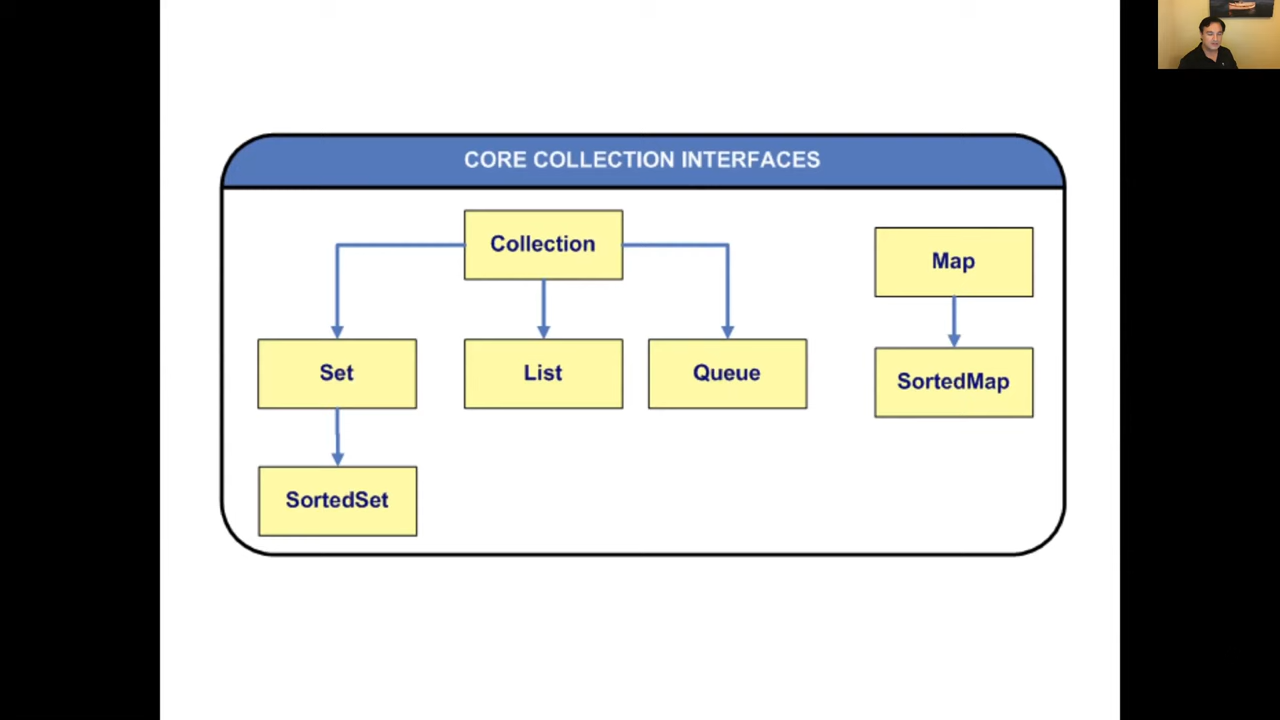 CORE COLLECTION INTERFACES
Collection
Map
Set
List
Queue
SortedMap
SortedSet